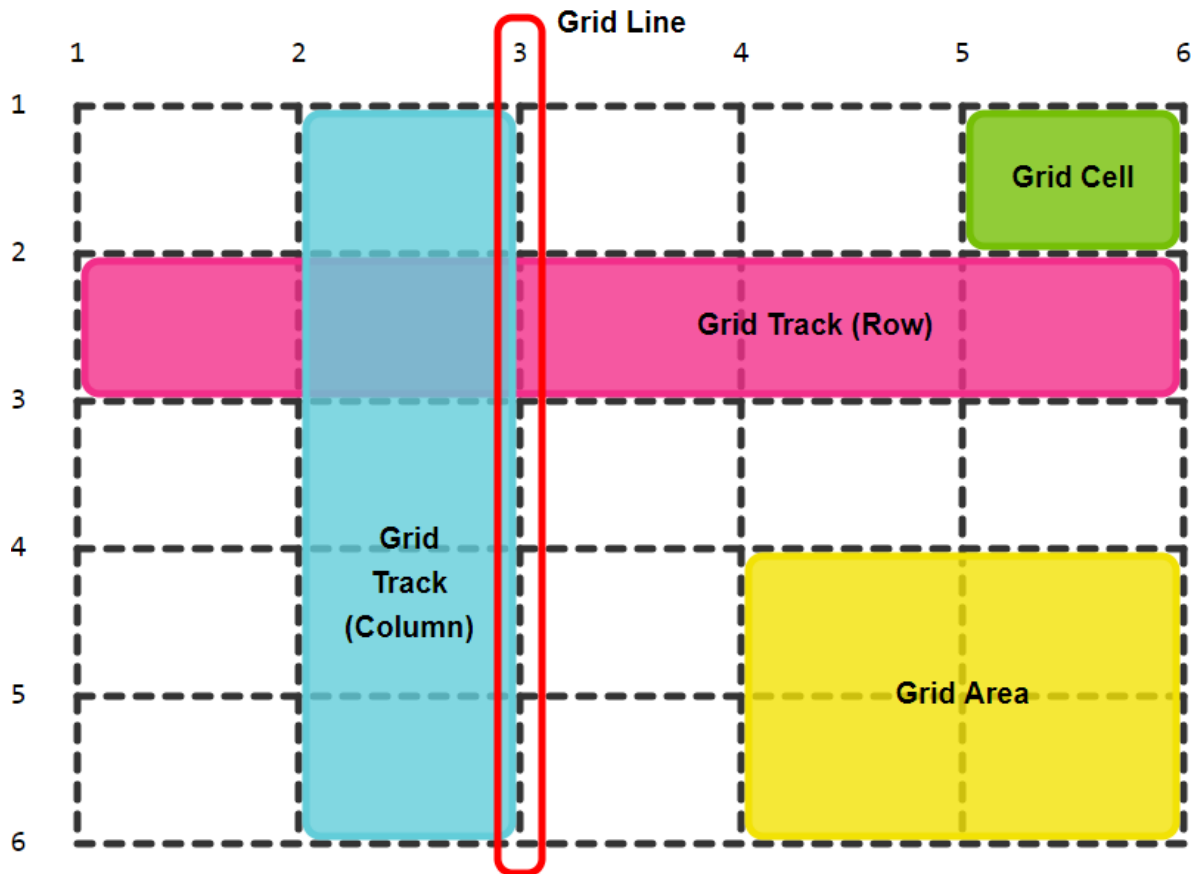 Grid Line
1 2 3 4 5 6
1
Grid Cell
2
Grid Track (Row)
3
4
Grid
Track
(Column)
5
Grid Area
6